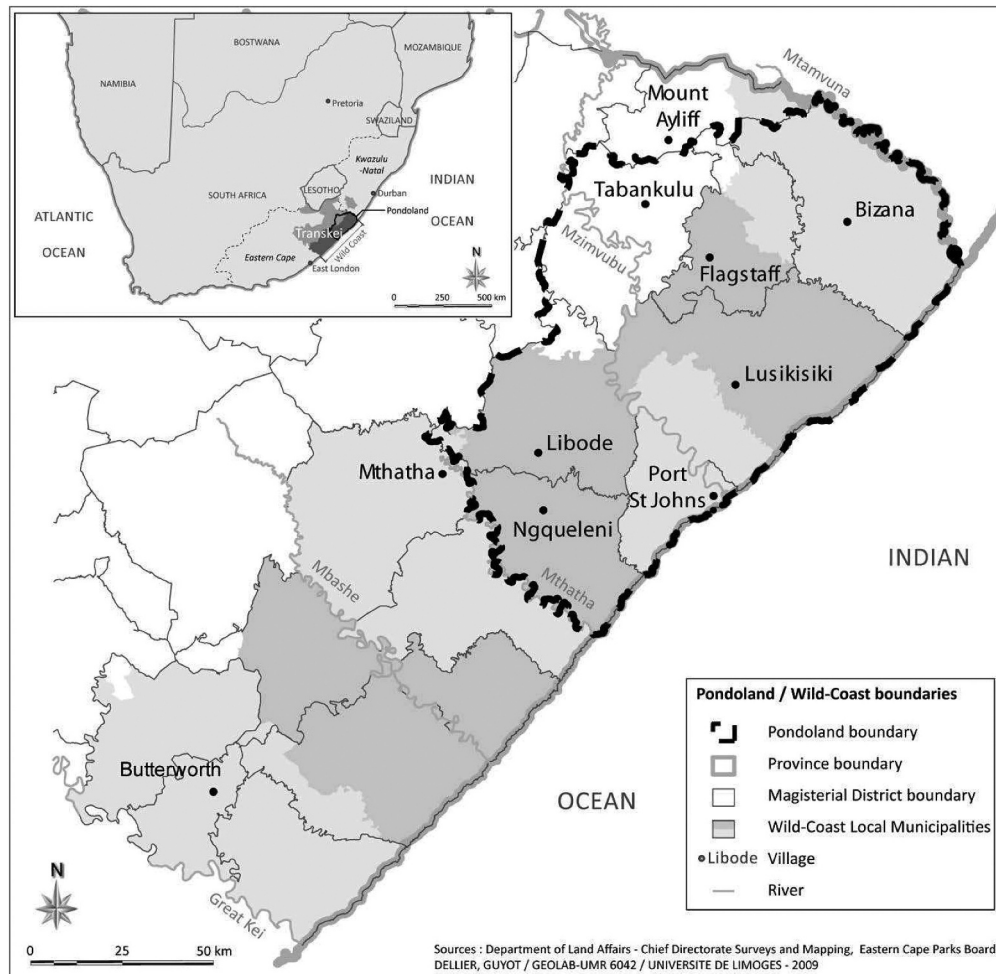 BOSTWANA
MOZAMBIQUE
NAMIBIA
Pretoria
SWAZILAND
Kwazulu
-Natal
INDIAN
OCEAN
SOUTH AFRICA
LESOTHO
Durban
Pondoland
ATLANTIC
OCEAN
Transkei
Wild Coast
Eastern Cape
East London
N
0 250 500 km
Mtamvuna
Mount
Ayliff
Tabankulu
Bizana
Mzimvubu
Flagstaff
Lusikisiki
Libode
Mthatha
Port
St Johns
Ngqueleni
Mthatha
Mbashe
INDIAN
OCEAN
Butterworth
Great Kei
N
0 25 50 km
Pondoland / Wild-Coast boundaries
Pondoland boundary
Province boundary
Magisterial District boundary
Wild-Coast Local Municipalities
Libode Village
River
Sources : Department of Land Affairs - Chief Directorate Surveys and Mapping, Eastern Cape Parks Board
DELLIER, GUYOT / GEOLAB-UMR 6042 / UNIVERSITE DE LIMOGES - 2009